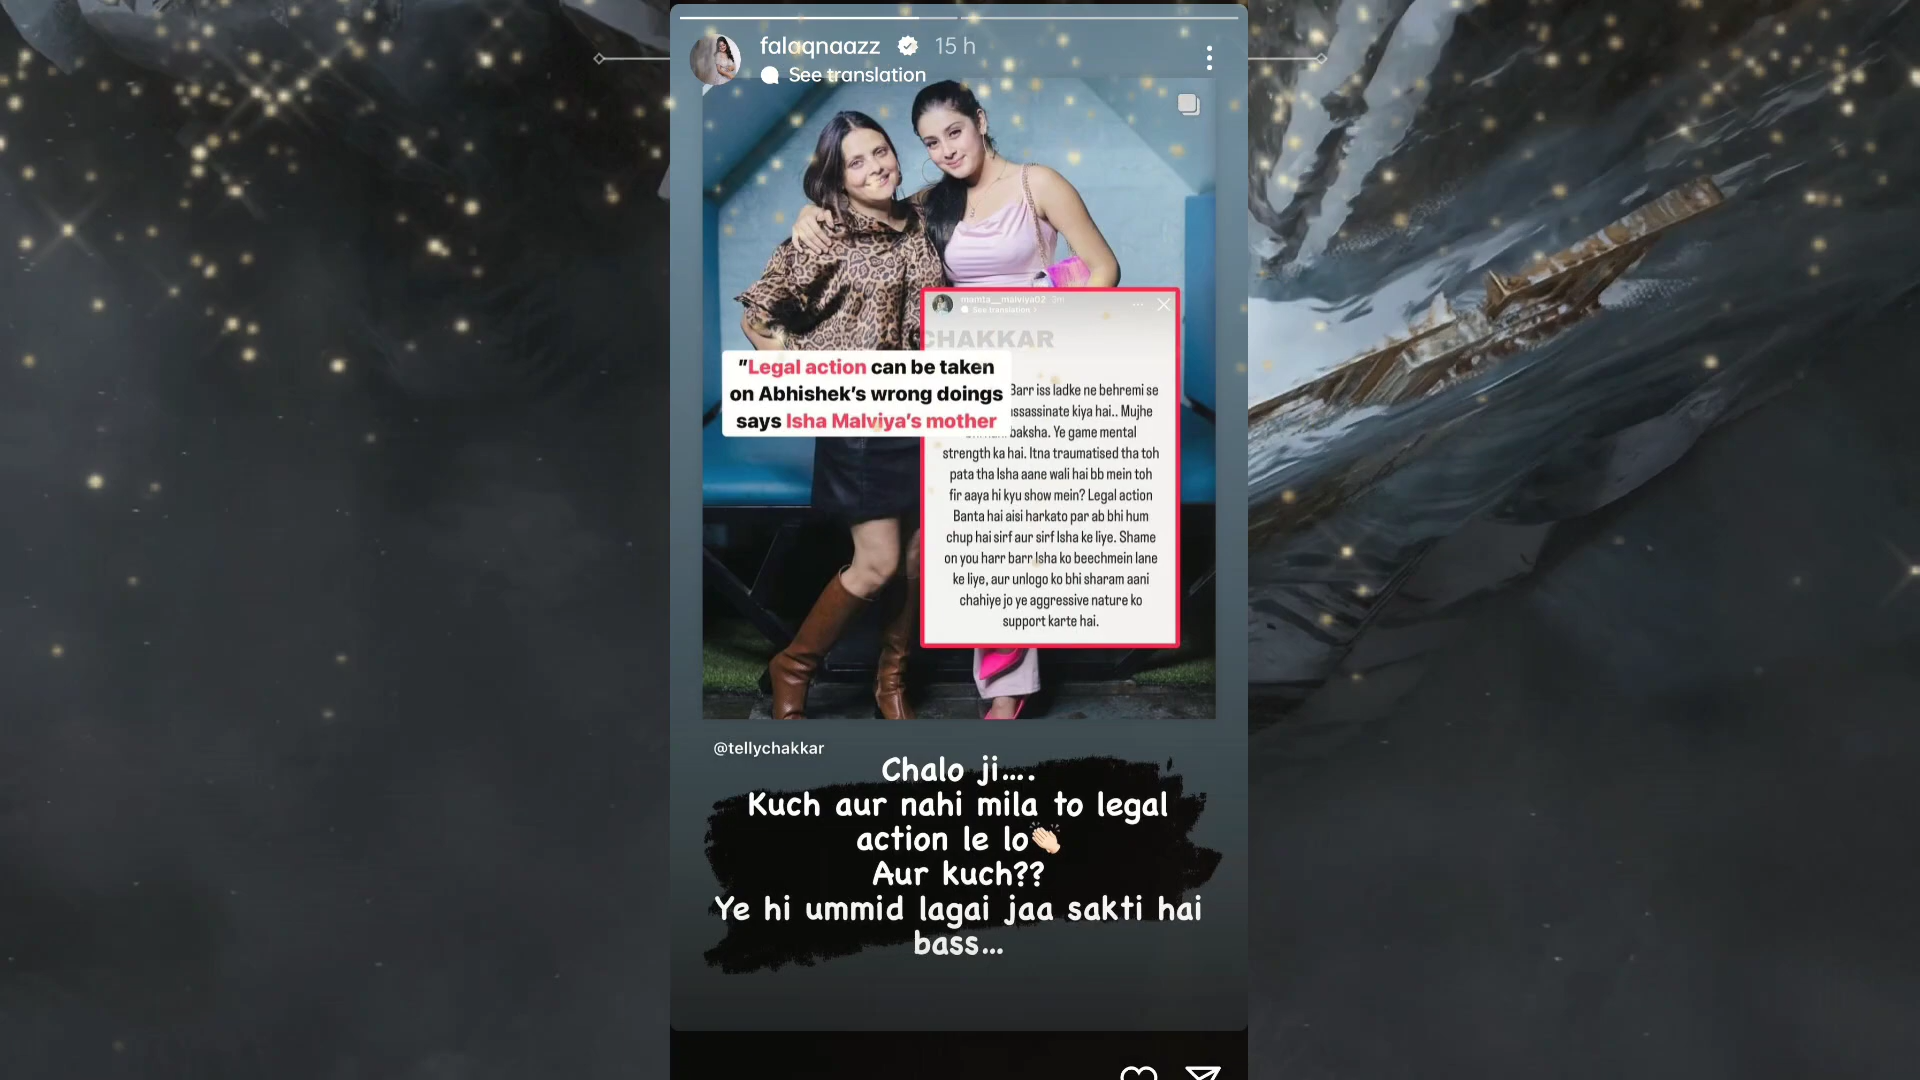 falaqnaazz 15 h
See translation
mamta__malviya02 2m
See translation
CHAKKAR
"Legal action can be taken
on Abhishek's wrong doings
says Isha Malviya's mother
Barr iss ladke ne behremi se
assassinate kiya hai.. Mujhe
baksha. Ye game mental
strength ka hai. Itna traumatised tha toh
pata tha Isha aane wali hai bb mein toh
fir aaya hi kyu show mein? Legal action
Banta hai aisi harkato par ab bhi hum
chup hai sirf aur sirf Isha ke liye. Shame
on you harr barr Isha ko beechmein lane
ke liye, aur unlogo ko bhi sharam aani
chahiye jo ye aggressive nature ko
support karte hai.
@tellychakkar
Chalo ji....
Kuch aur nahi mila to legal
action le lo👏🏻
Aur kuch??
Ye hi ummid lagai jaa sakti hai
bass...